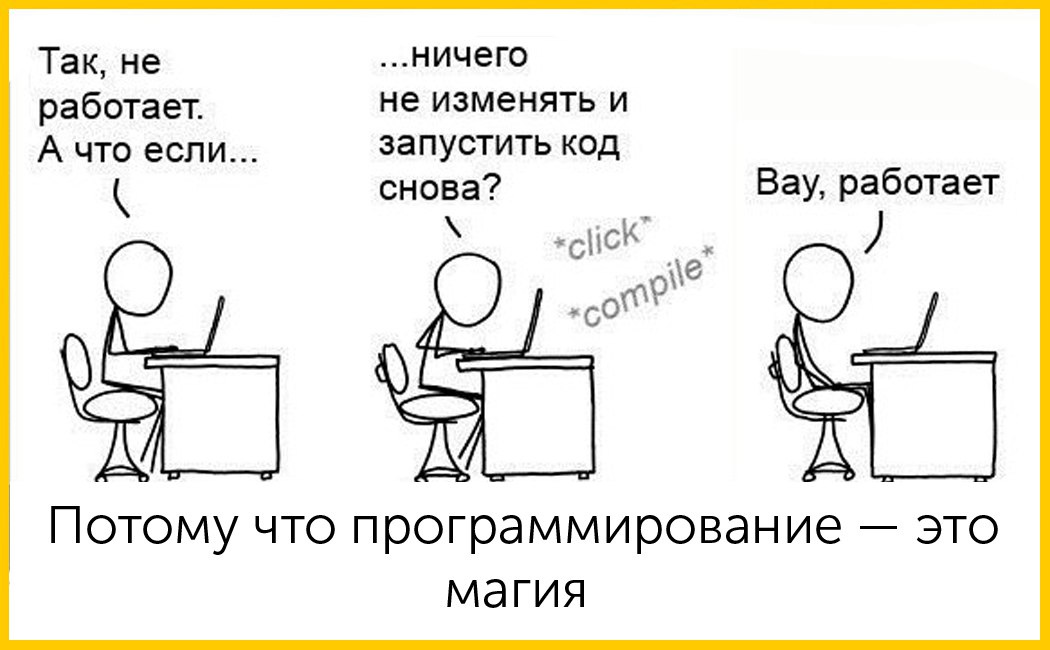 Так, не
работает.
А что если...
...ничего
не изменять и
запустить код
снова?
*click*
*compile*
Вау, работает
Потому что программирование — это
магия